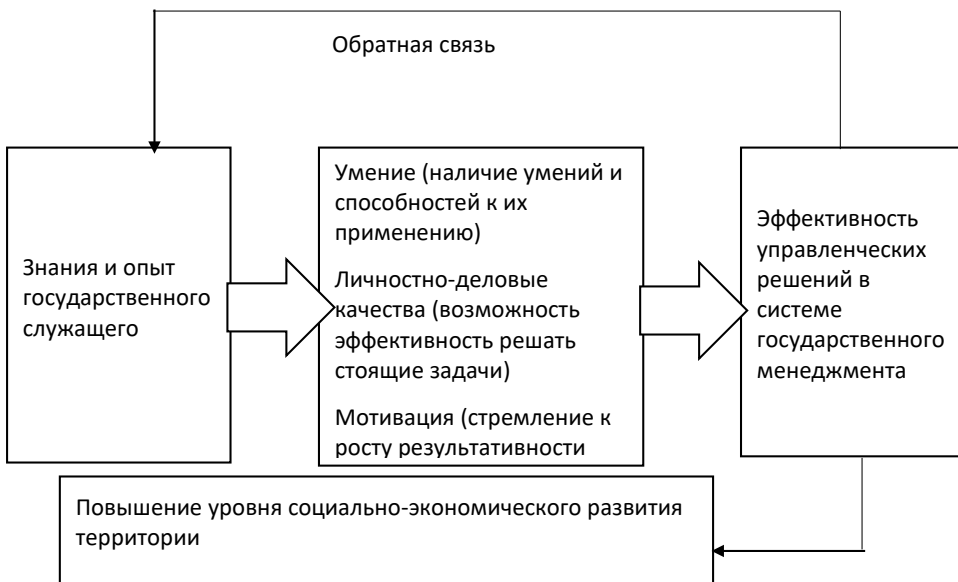 Обратная связь
Знания и опыт
государственного
служащего
Умение (наличие умений и
способностей к их
применению)
Личностно-деловые
качества (возможность
эффективность решать
стоящие задачи)
Мотивация (стремление к
росту результативности
Эффективность
управленческих
решений в
системе
государственного
менеджмента
Повышение уровня социально-экономического развития
территории